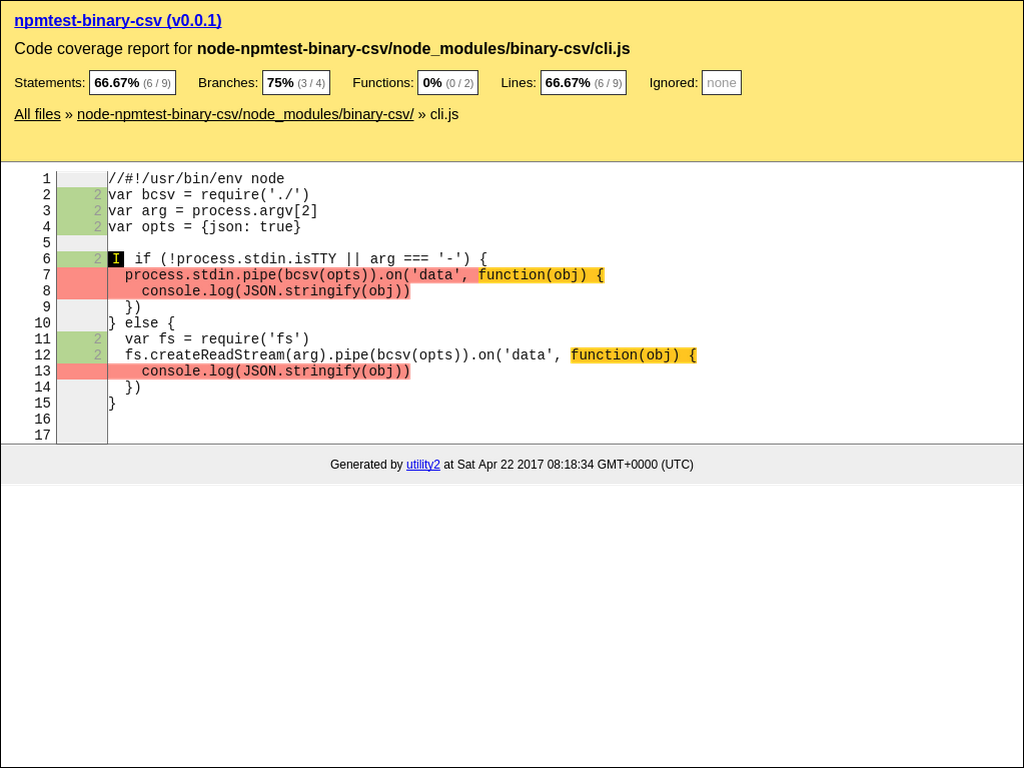 npmtest-binary-csv (v0.0.1)
Code coverage report for node-npmtest-binary-csv/node_modules/binary-csv/cli.js
Statements: 66.67% (6 / 9) Branches: 75% (3 / 4) Functions: 0% (0 / 2) Lines: 66.67% (6 / 9) Ignored: none
All files » node-npmtest-binary-csv/node_modules/binary-csv/ » cli.js
1 //#!/usr/bin/env node
2 2 var bcsv = require('./')
3 2 var arg = process.argv[2]
4 2 var opts = {json: true}
5
6 2 I if (!process.stdin.isTTY || arg === '-') {
7   process.stdin.pipe(bcsv(opts)).on('data', function(obj) {
8     console.log(JSON.stringify(obj))
9   })
10 } else {
11 2   var fs = require('fs')
12 2   fs.createReadStream(arg).pipe(bcsv(opts)).on('data', function(obj) {
13     console.log(JSON.stringify(obj))
14   })
15 }
16
17
Generated by utility2 at Sat Apr 22 2017 08:18:34 GMT+0000 (UTC)